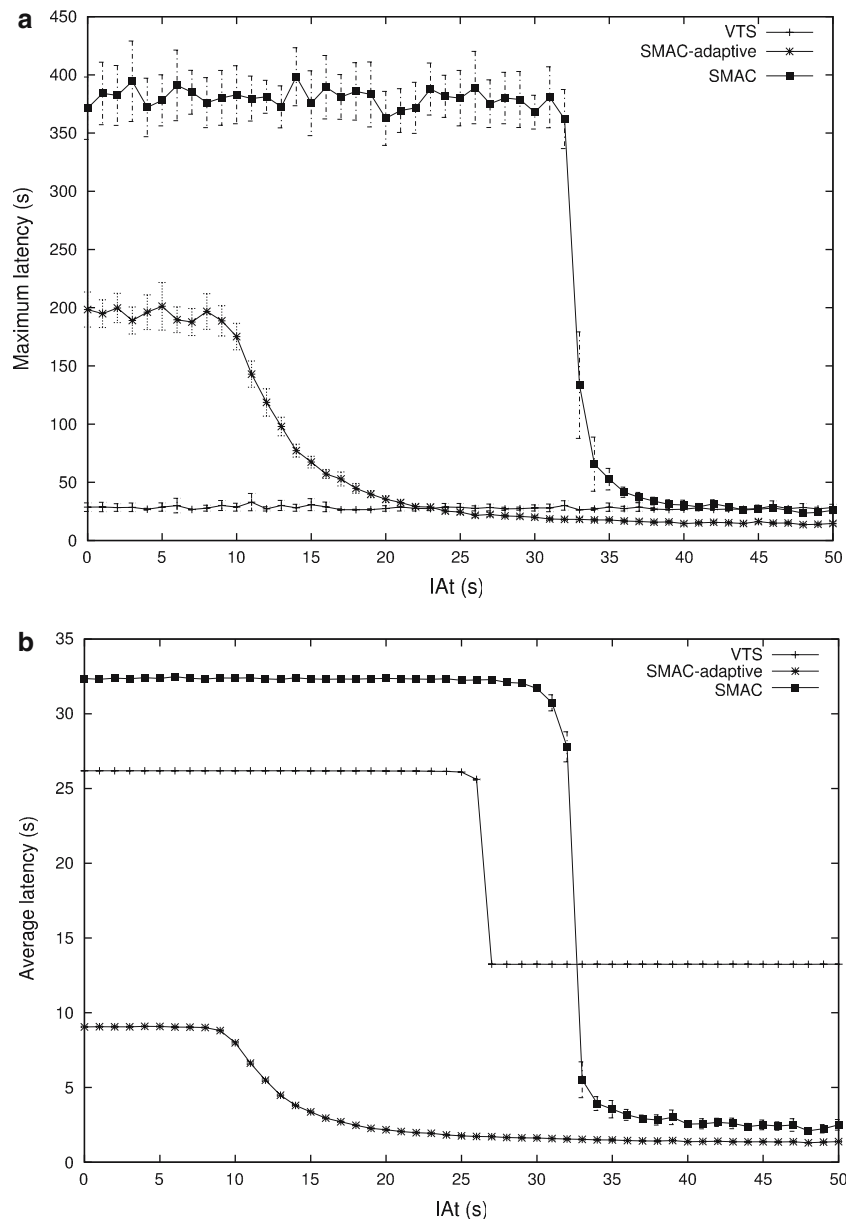 a
450
400
350
300
250
200
150
100
50
0
Maximum latency (s)
VTS
SMAC-adaptive
SMAC
0 5 10 15 20 25 30 35 40 45 50
IAt (s)
b
35
30
25
20
15
10
5
0
Average latency (s)
VTS
SMAC-adaptive
SMAC
0 5 10 15 20 25 30 35 40 45 50
IAt (s)